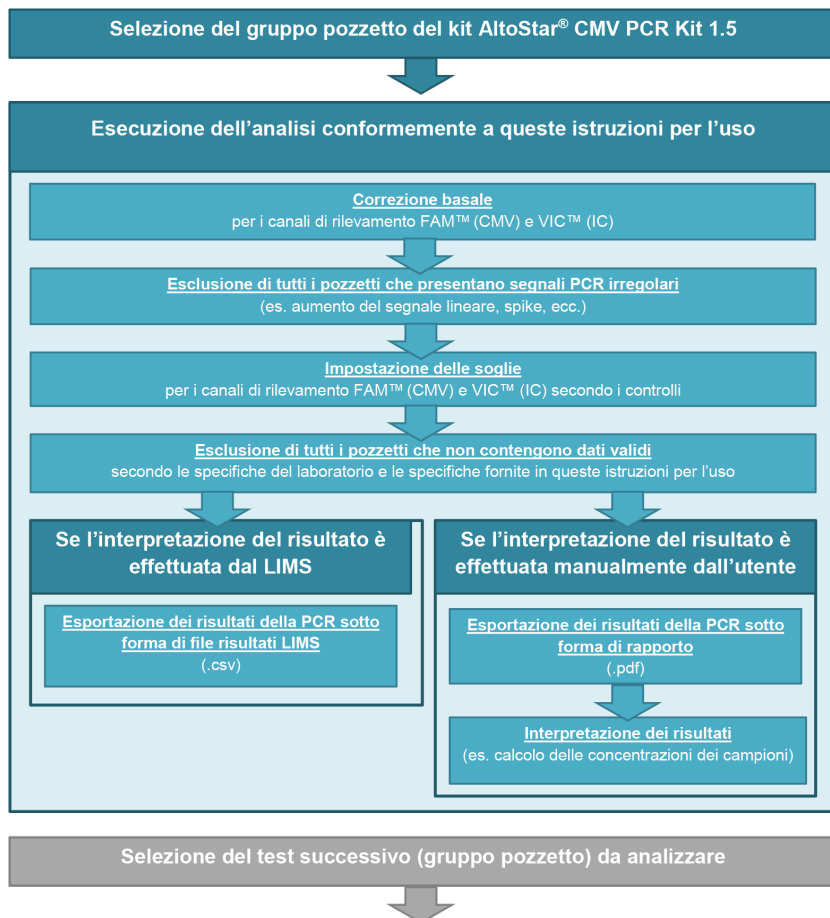 Selezione del gruppo pozzetto del kit AltoStar® CMV PCR Kit 1.5
Esecuzione dell'analisi conformemente a queste istruzioni per l'uso
Correzione basale
per i canali di rilevamento FAM™ (CMV) e VIC™ (IC)
Esclusione di tutti i pozzetti che presentano segnali PCR irregolari
(es. aumento del segnale lineare, spike, ecc.)
Impostazione delle soglie
per i canali di rilevamento FAM™ (CMV) e VIC™ (IC) secondo i controlli
Esclusione di tutti i pozzetti che non contengono dati validi
secondo le specifiche del laboratorio e le specifiche fornite in queste istruzioni per l'uso
Se l'interpretazione del risultato è
effettuata dal LIMS
Esportazione dei risultati della PCR sotto
forma di file risultati LIMS
(.csv)
Se l'interpretazione del risultato è
effettuata manualmente dall'utente
Esportazione dei risultati della PCR sotto
forma di rapporto
(.pdf)
Interpretazione dei risultati
(es. calcolo delle concentrazioni dei campioni)
Selezione del test successivo (gruppo pozzetto) da analizzare